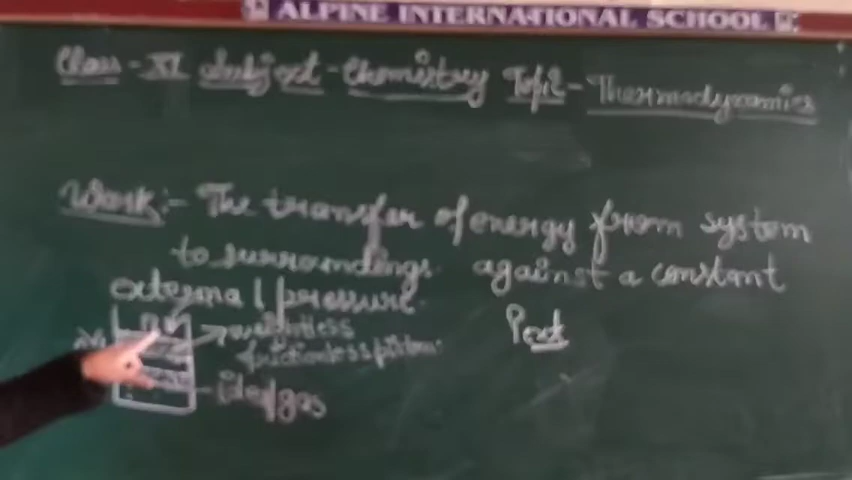 ALPINE INTERNATIONAL SCHOOL
Class - XI Subject - Chemistry Topic - Thermodynamics
Work :- The transfer of energy from system
to surroundings against a constant
external pressure.
Pext
weightless
frictionless piston
ideal gas